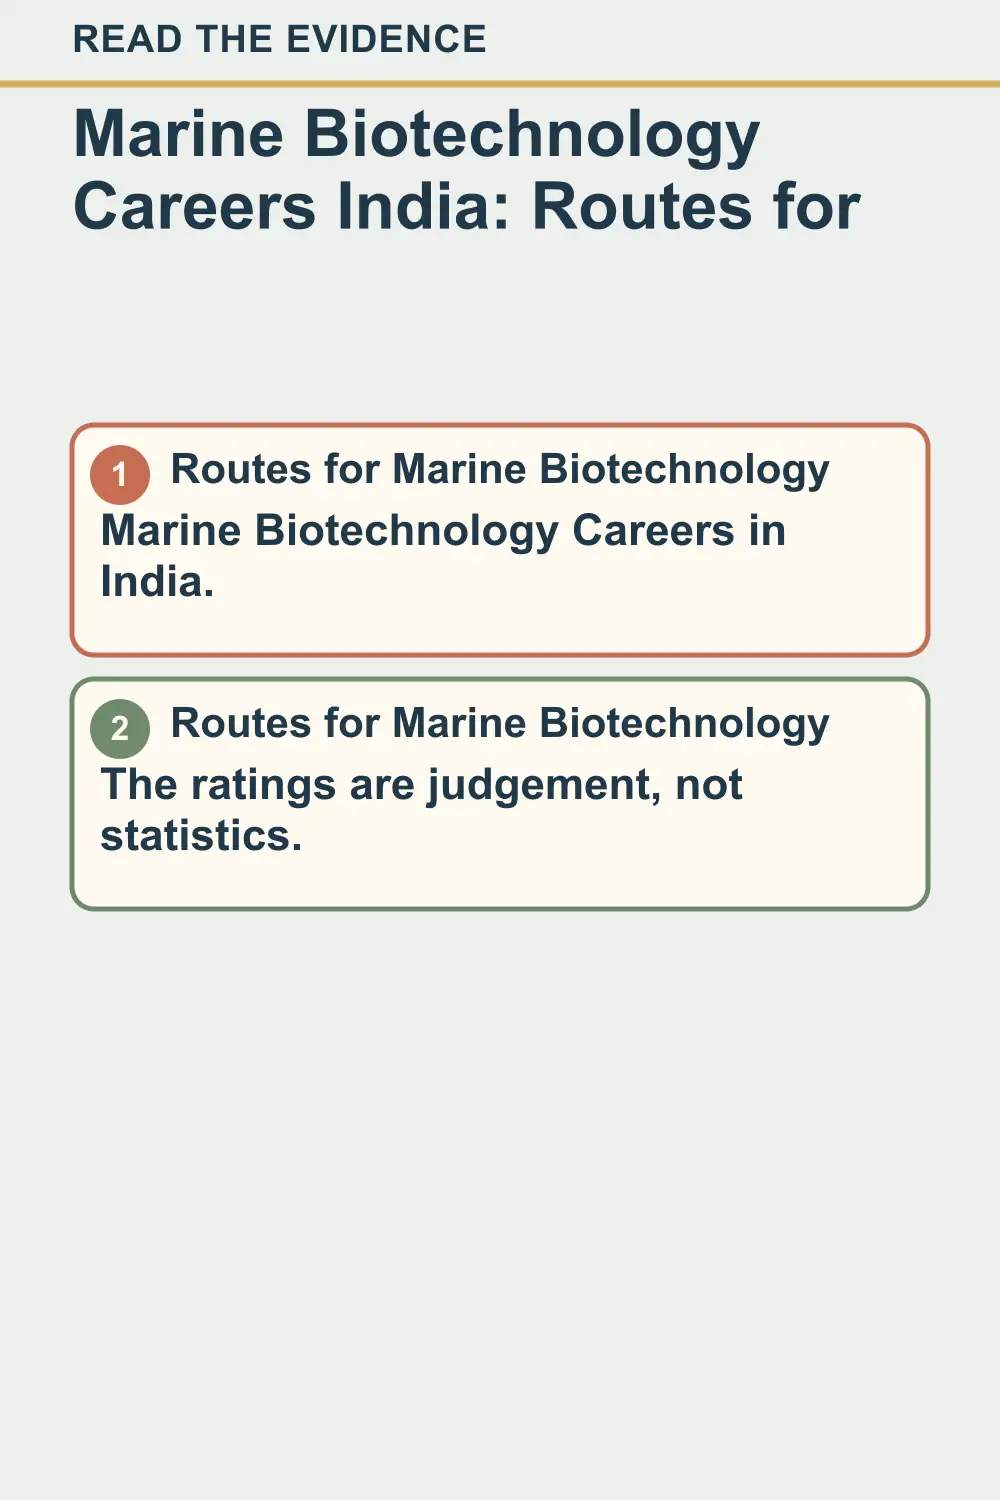 READ THE EVIDENCE
Marine Biotechnology
Careers India: Routes for
1 Routes for Marine Biotechnology
Marine Biotechnology Careers in
India.
2 Routes for Marine Biotechnology
The ratings are judgement, not
statistics.